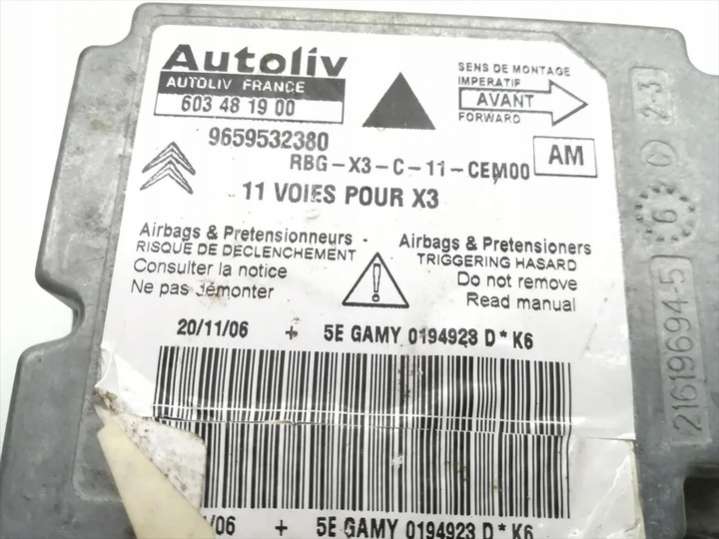 Autoliv
AUTOLIV FRANCE
603 48 19 00
SENS DE MONTAGE
IMPERATIF
AVANT
FORWARD
9659532380
RBG-X3-C-11-CEM00
AM
11 VOIES POUR X3
Airbags & Pretensionneurs
RISQUE DE DECLENCHEMENT
Consulter la notice
Ne pas démonter
Airbags & Pretensioners
TRIGGERING HASARD
Do not remove
Read manual
20/11/06 + 5E GAMY 0194923 D * K6
/06 + 5E GAMY 0194923 D * K6
21619694-5
6
2-3